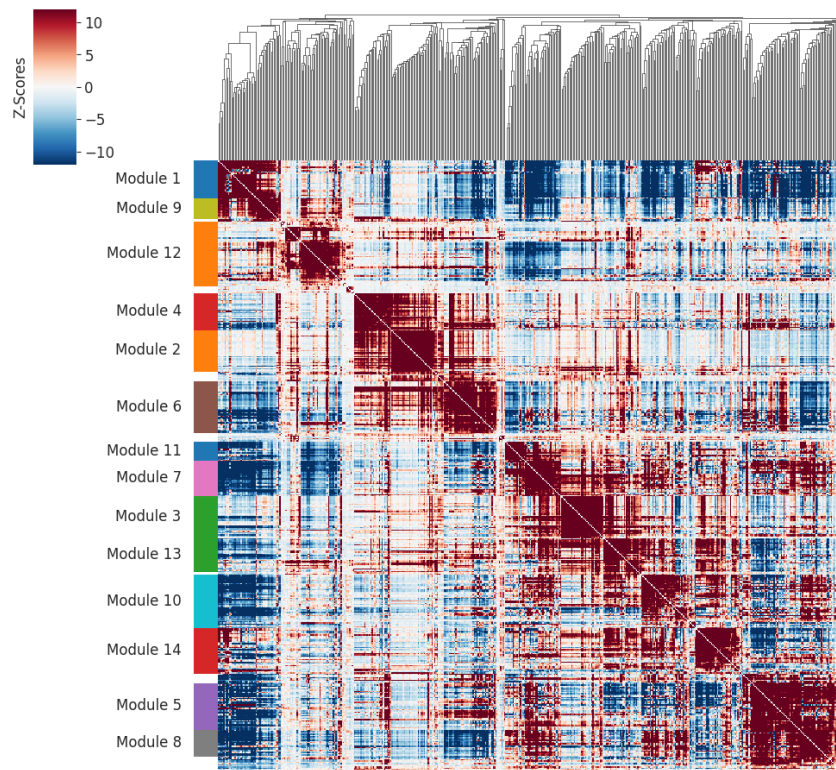 Z-Scores
10
5
0
−5
−10
Module 1
Module 9
Module 12
Module 4
Module 2
Module 6
Module 11
Module 7
Module 3
Module 13
Module 10
Module 14
Module 5
Module 8